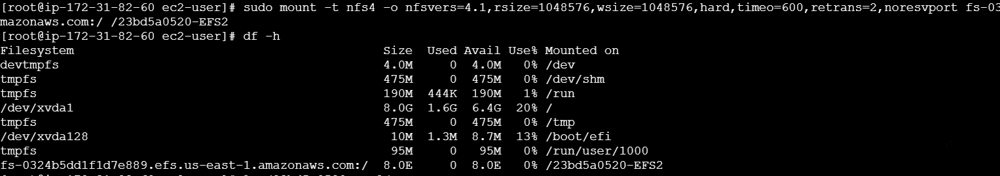 [root@ip-172-31-82-60 ec2-user]# sudo mount -t nfs4 -o nfsvers=4.1,rsize=1048576,wsize=1048576,hard,timeo=600,retrans=2,noresvport fs-03
mazonaws.com:/ /23bd5a0520-EFS2
[root@ip-172-31-82-60 ec2-user]# df -h
Filesystem Size Used Avail Use% Mounted on
devtmpfs 4.0M 0 4.0M 0% /dev
tmpfs 475M 0 475M 0% /dev/shm
tmpfs 190M 444K 190M 1% /run
/dev/xvda1 8.0G 1.6G 6.4G 20% /
tmpfs 475M 0 475M 0% /tmp
/dev/xvda128 10M 1.3M 8.7M 13% /boot/efi
tmpfs 95M 0 95M 0% /run/user/1000
fs-0324b5dd1f1d7e889.efs.us-east-1.amazonaws.com:/ 8.0E 0 8.0E 0% /23bd5a0520-EFS2